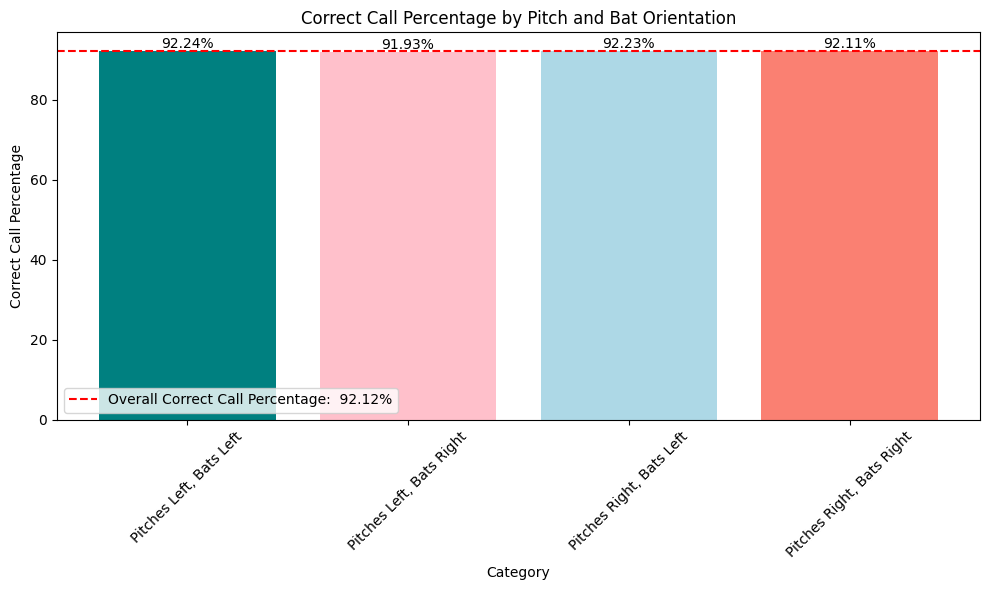 Correct Call Percentage by Pitch and Bat Orientation
92.24%
91.93%
92.23%
92.11%
Correct Call Percentage
80
60
40
20
0
Overall Correct Call Percentage:  92.12%
Pitches Left, Bats Left
Pitches Left, Bats Right
Pitches Right, Bats Left
Pitches Right, Bats Right
Category